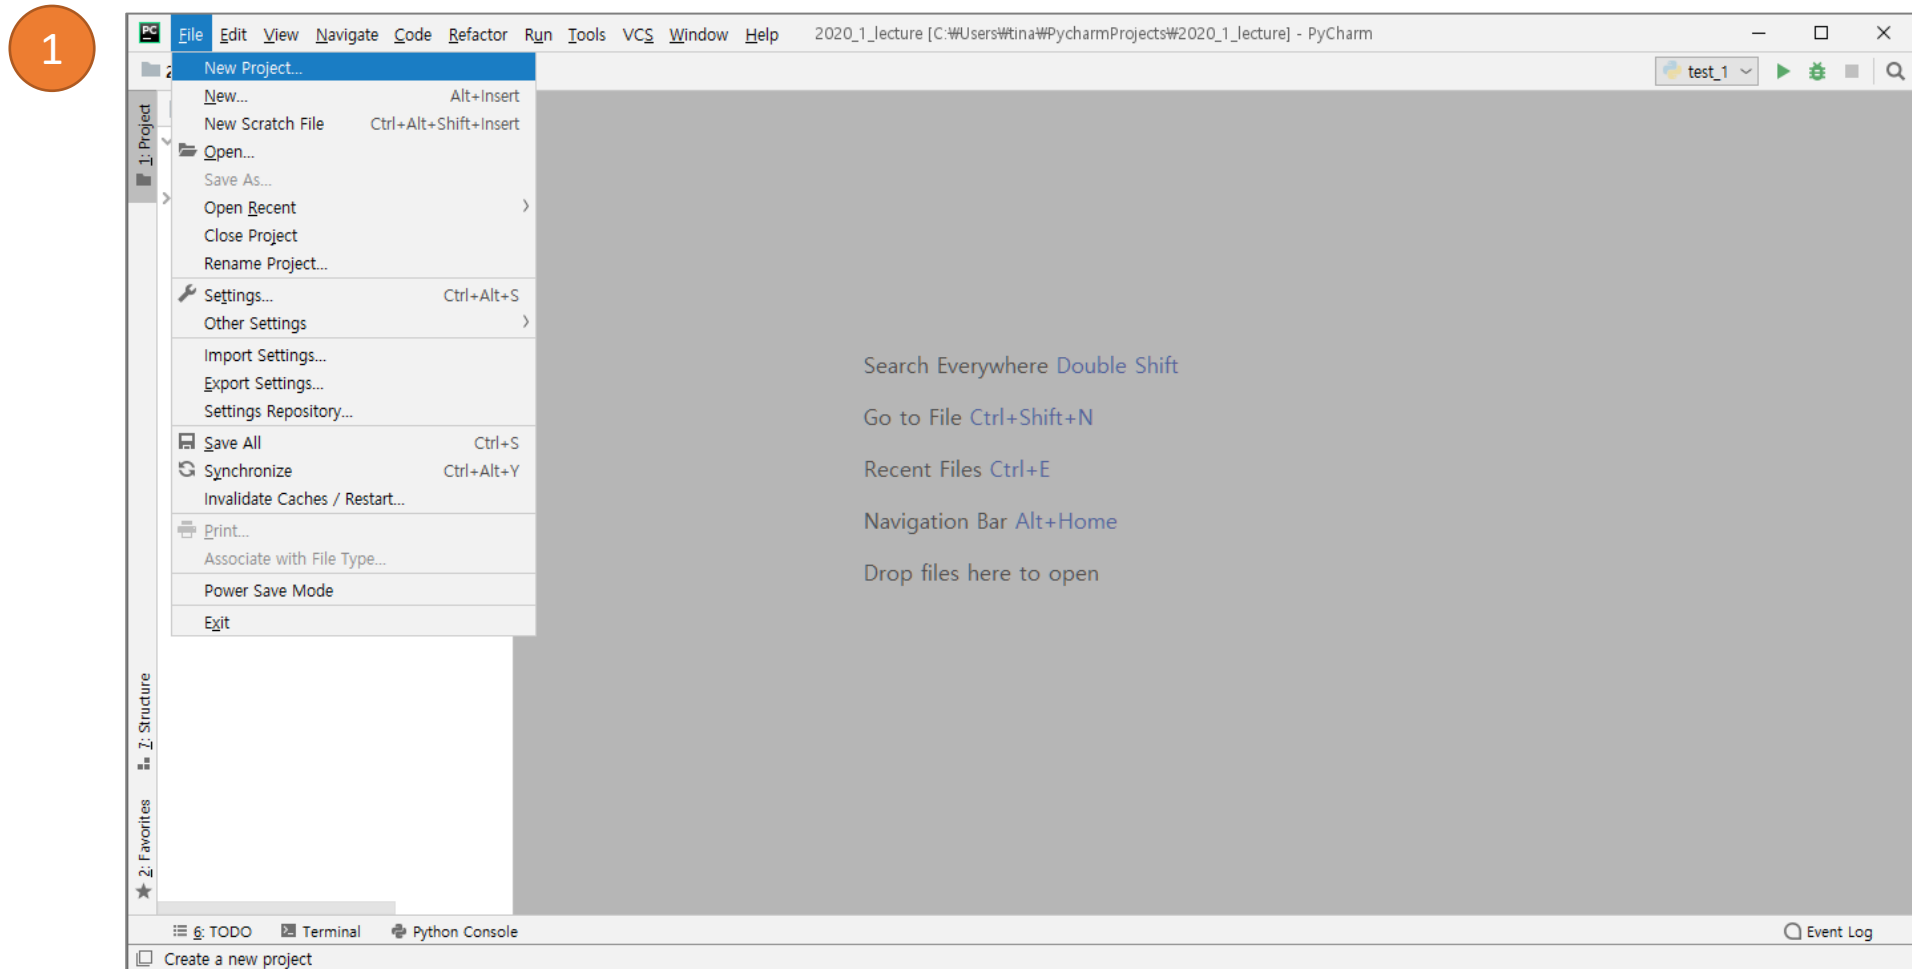 1
PC File Edit View Navigate Code Refactor Run Tools VCS Window Help 2020_1_lecture [C:₩Users₩tina₩PycharmProjects₩2020_1_lecture] - PyCharm
test_1
New Project...
New... Alt+Insert
New Scratch File Ctrl+Alt+Shift+Insert
Open...
Save As...
Open Recent
Close Project
Rename Project...
Settings... Ctrl+Alt+S
Other Settings
Import Settings...
Export Settings...
Settings Repository...
Save All Ctrl+S
Synchronize Ctrl+Alt+Y
Invalidate Caches / Restart...
Print...
Associate with File Type...
Power Save Mode
Exit
1: Project
7: Structure
2: Favorites
Search Everywhere Double Shift
Go to File Ctrl+Shift+N
Recent Files Ctrl+E
Navigation Bar Alt+Home
Drop files here to open
6: TODO Terminal Python Console Event Log
Create a new project